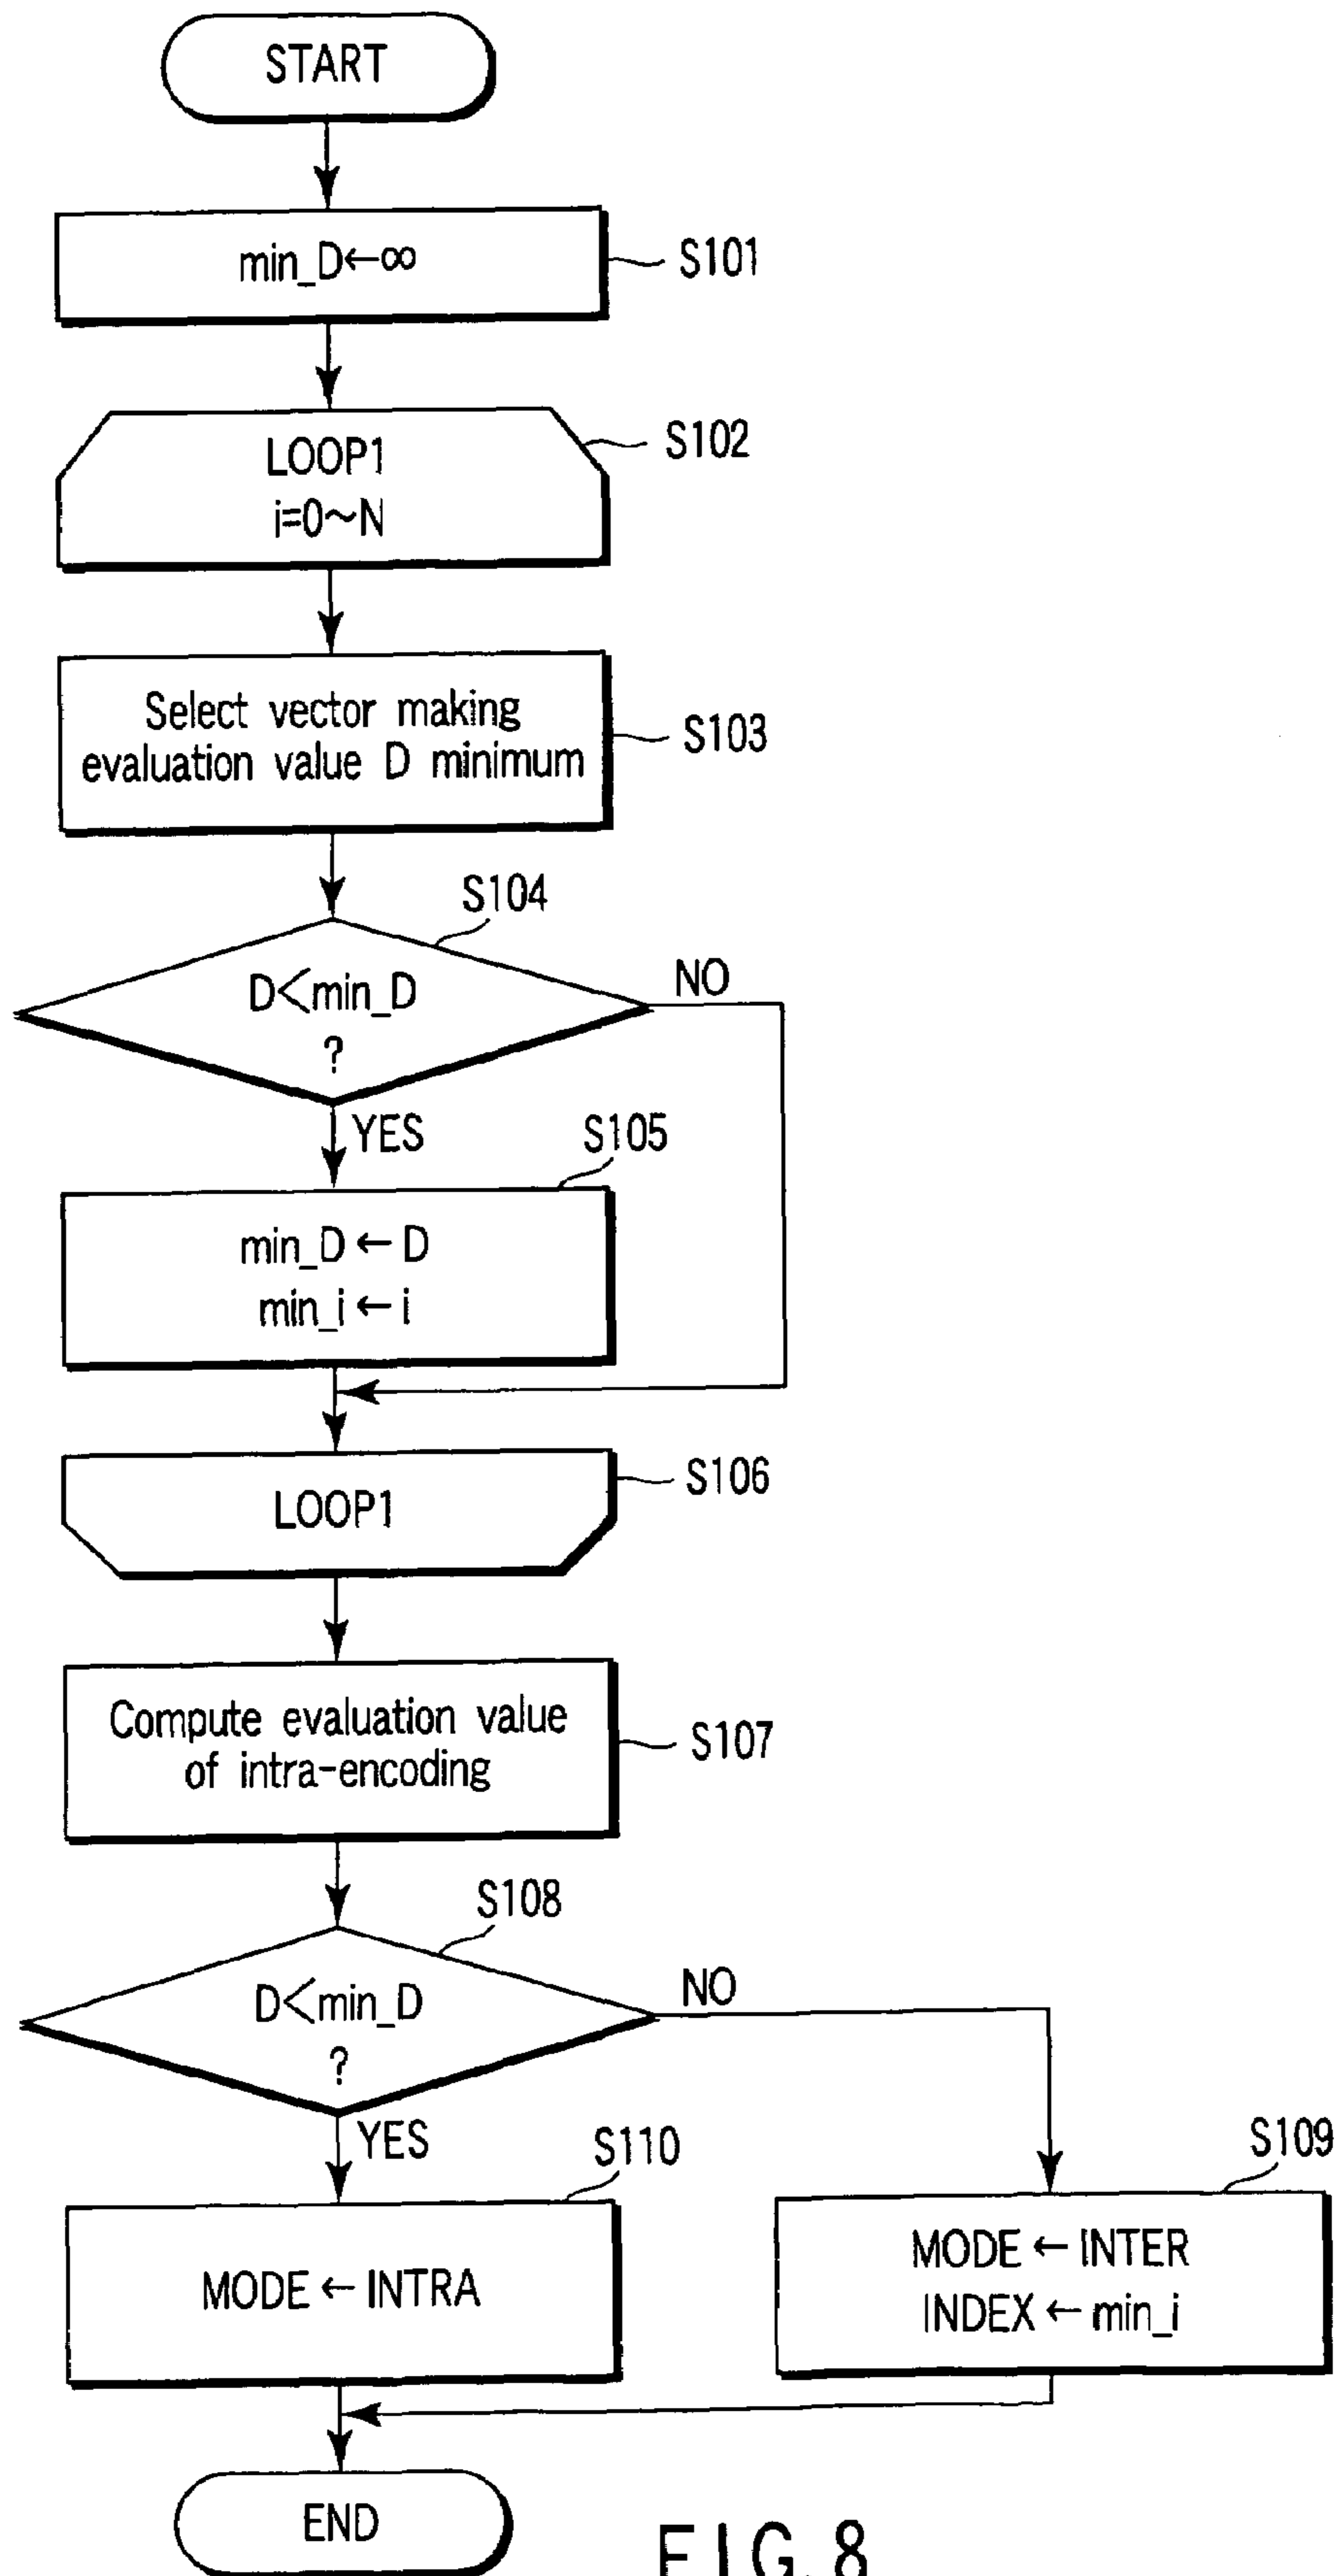 START
min_D←∞
S101
LOOP1
i=0~N
S102
Select vector making
evaluation value D minimum
S103
S104
D<min_D
?
NO
YES
S105
min_D ← D
min_i ← i
S106
LOOP1
Compute evaluation value
of intra-encoding
S107
S108
D<min_D
?
NO
YES
S110
S109
MODE ← INTRA
MODE ← INTER
INDEX ← min_i
END
FIG. 8